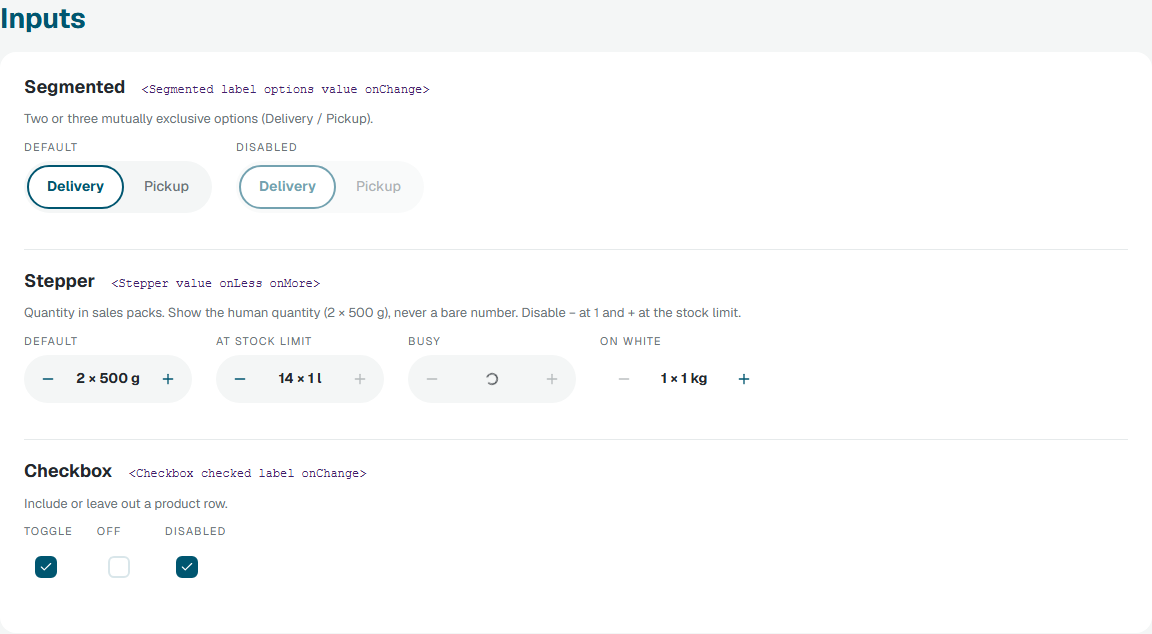 Inputs
Segmented <Segmented label options value onChange>
Two or three mutually exclusive options (Delivery / Pickup).
DEFAULT DISABLED
Delivery Pickup Delivery Pickup
Stepper <Stepper value onLess onMore>
Quantity in sales packs. Show the human quantity (2 × 500 g), never a bare number. Disable − at 1 and + at the stock limit.
DEFAULT AT STOCK LIMIT BUSY ON WHITE
− 2 × 500 g + − 14 × 1 l + − + − 1 × 1 kg +
Checkbox <Checkbox checked label onChange>
Include or leave out a product row.
TOGGLE OFF DISABLED